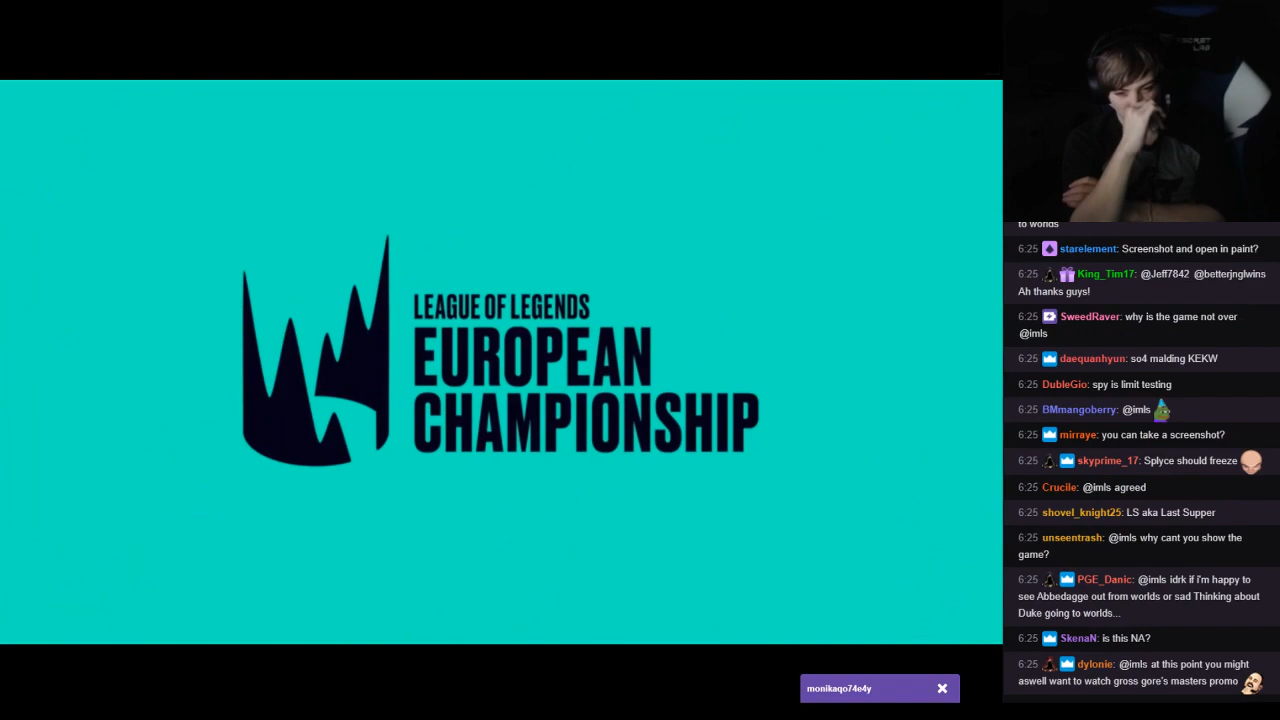 SECRET
LAB
LEAGUE OF LEGENDS
EUROPEAN
CHAMPIONSHIP
to worlds
6:25 starelement: Screenshot and open in paint?
6:25 King_Tim17: @Jeff7842 @betterjnglwins
Ah thanks guys!
6:25 SweedRaver: why is the game not over
@imls
6:25 daequanhyun: so4 malding KEKW
6:25 DubleGio: spy is limit testing
6:25 BMmangoberry: @imls
6:25 mirraye: you can take a screenshot?
6:25 skyprime_17: Splyce should freeze
6:25 Crucile: @imls agreed
6:25 shovel_knight25: LS aka Last Supper
6:25 unseentrash: @imls why cant you show the
game?
6:25 PGE_Danic: @imls idrk if i'm happy to
see Abbedagge out from worlds or sad Thinking about
Duke going to worlds...
6:25 SkenaN: is this NA?
6:25 dylonie: @imls at this point you might
aswell want to watch gross gore's masters promo
monikaqo74e4y